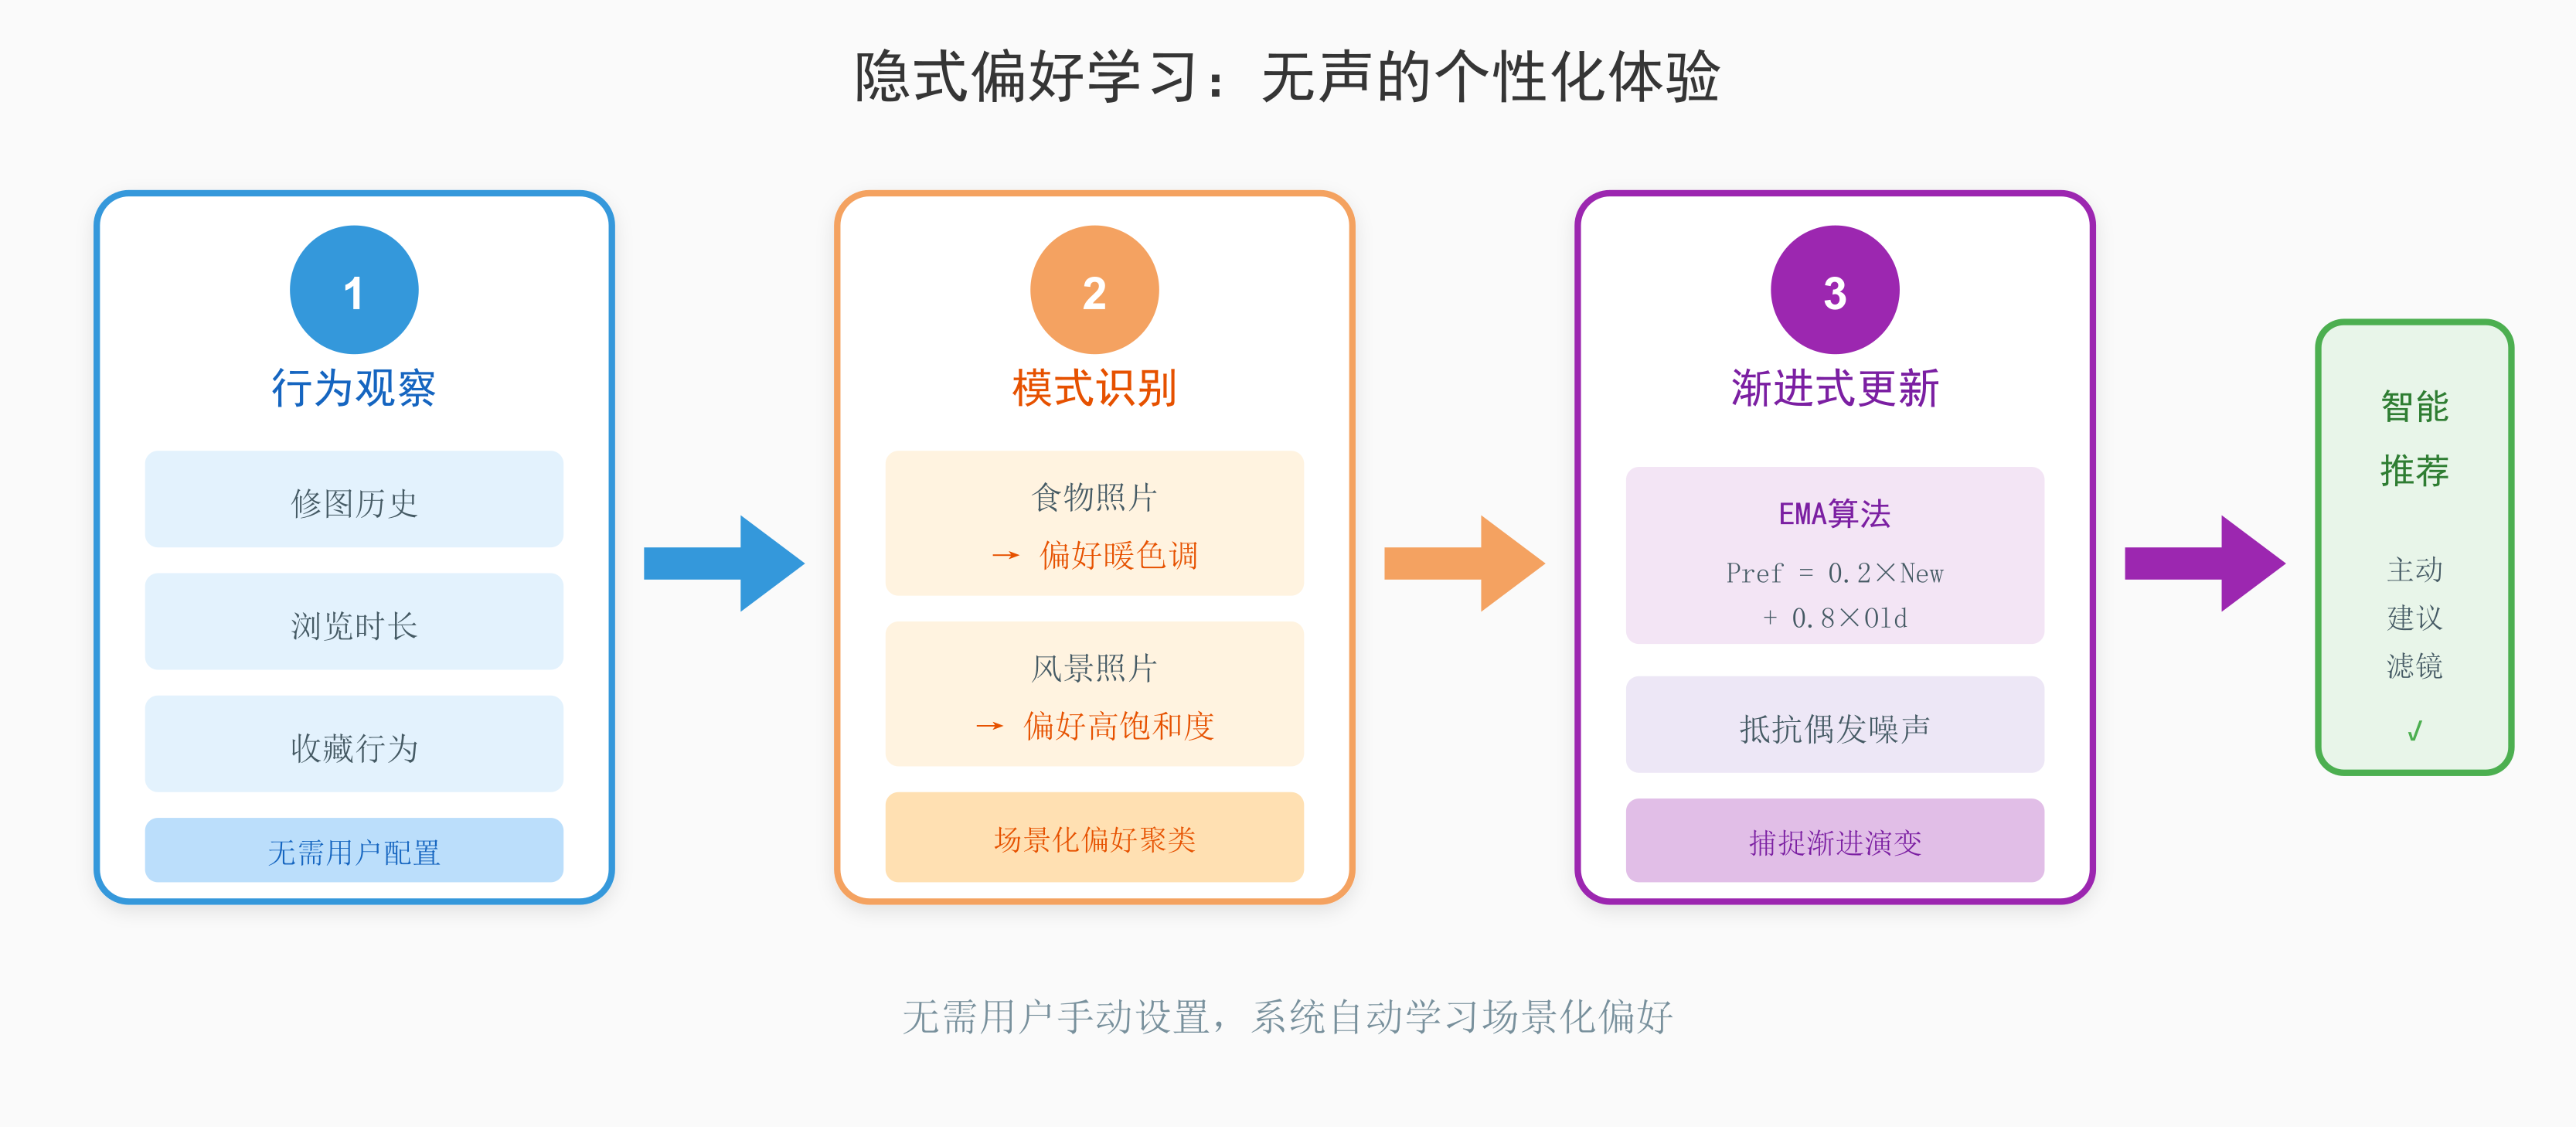 隐式偏好学习：无声的个性化体验
1
行为观察
修图历史
浏览时长
收藏行为
无需用户配置
2
模式识别
食物照片
→ 偏好暖色调
风景照片
→ 偏好高饱和度
场景化偏好聚类
3
渐进式更新
EMA算法
Pref = 0.2×New
+ 0.8×Old
抵抗偶发噪声
捕捉渐进演变
智能
推荐
主动
建议
滤镜
✓
无需用户手动设置，系统自动学习场景化偏好